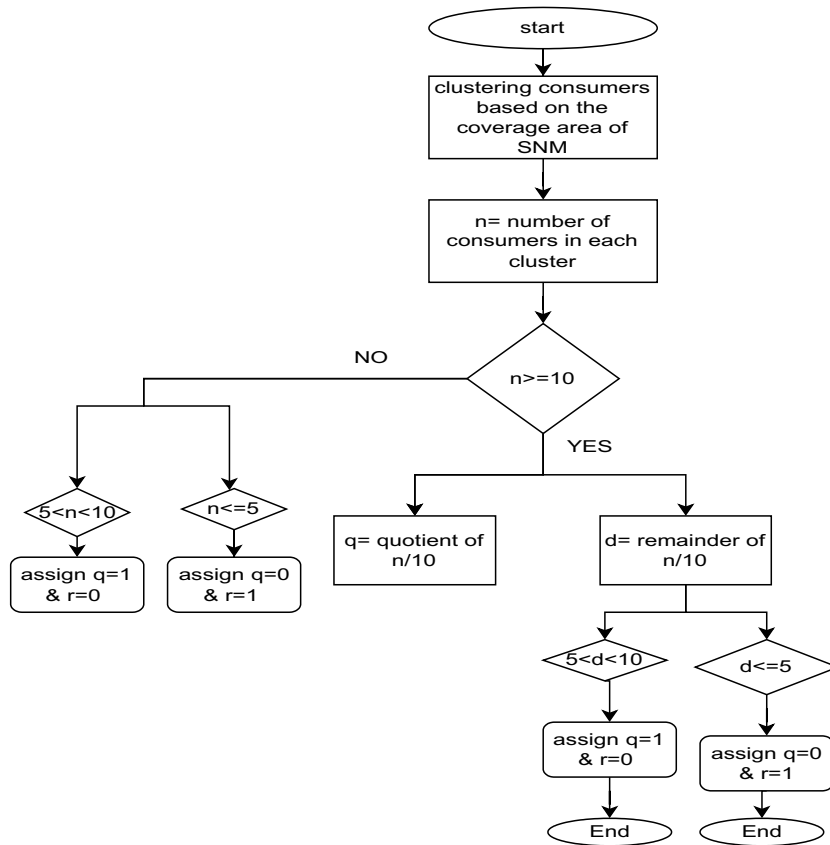 start
clustering consumers
based on the
coverage area of
SNM
n= number of
consumers in each
cluster
n>=10
NO
YES
5<n<10
n<=5
q= quotient of
n/10
d= remainder of
n/10
assign q=1
& r=0
assign q=0
& r=1
5<d<10
d<=5
assign q=1
& r=0
assign q=0
& r=1
End
End